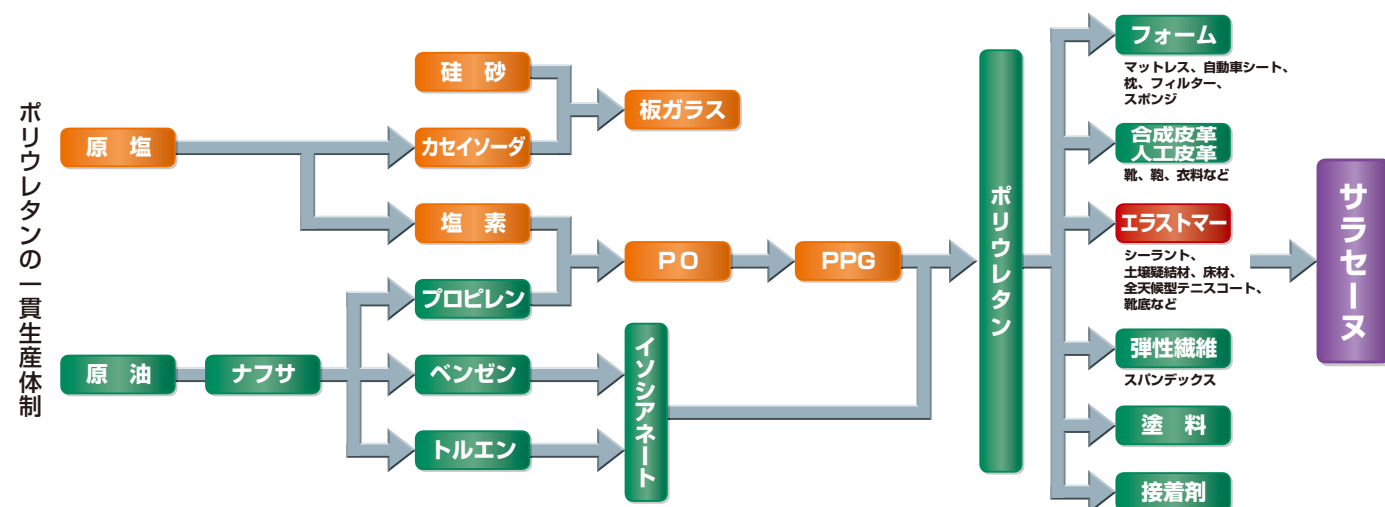 ポリウレタンの一貫生産体制
原 塩
硅 砂
カセイソーダ
板ガラス
塩 素
PO
PPG
原 油
ナフサ
プロピレン
ベンゼン
トルエン
イソシアネート
ポリウレタン
フォーム
マットレス、自動車シート、
枕、フィルター、
スポンジ
合成皮革
人工皮革
靴、鞄、衣料など
エラストマー
シーラント、
土壌疑結材、床材、
全天候型テニスコート、
靴底など
弾性繊維
スパンデックス
塗 料
接着剤
サラセーヌ